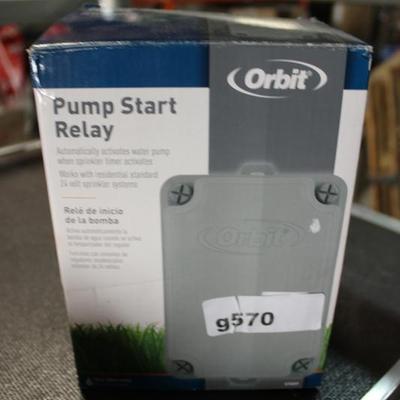 Orbit
Pump Start
Relay
Automatically activates water pump
when sprinkler timer activates
Works with residential standard
24 volt sprinkler systems
Relé de inicio
de la bomba
Orbit
g570